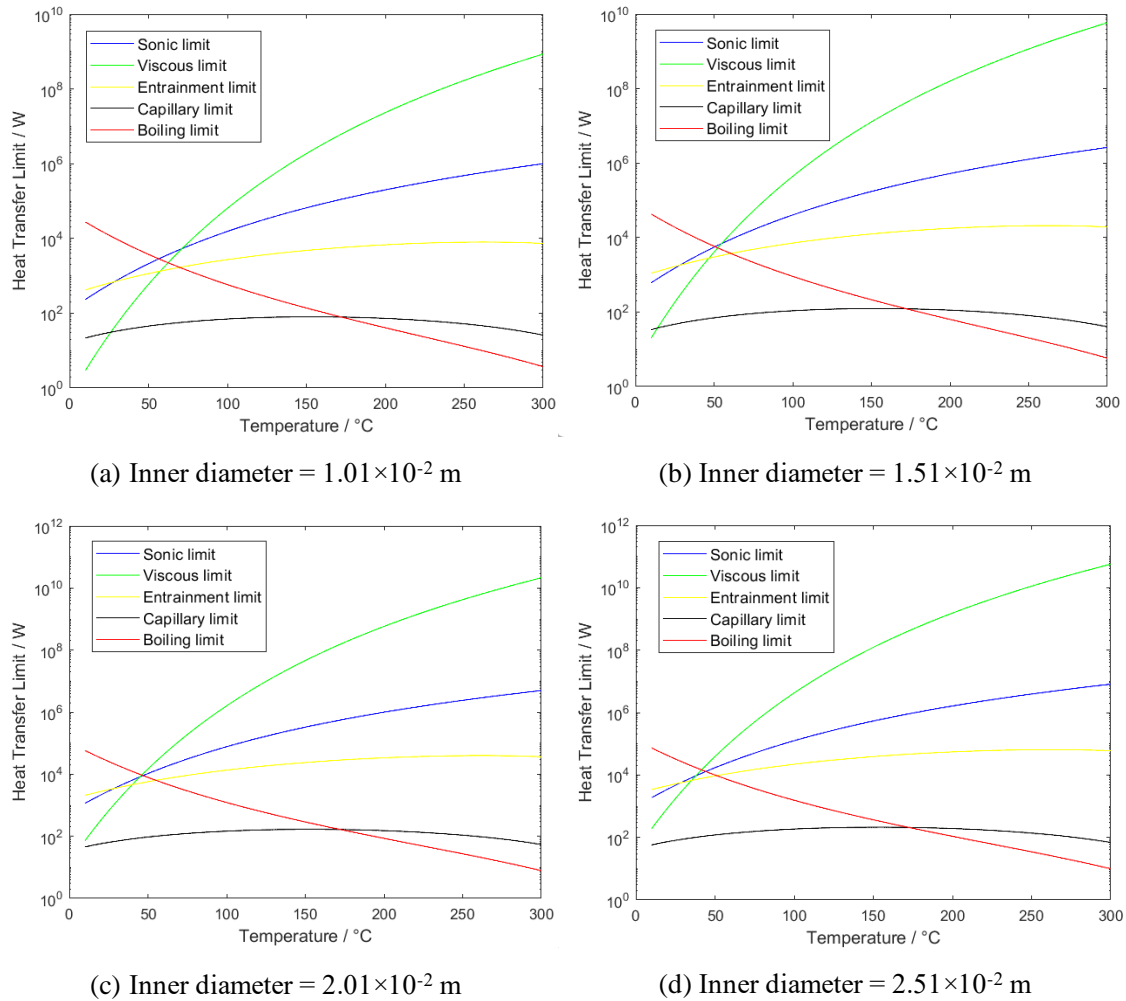 10^10
10^8
10^6
10^4
10^2
10^0
Heat Transfer Limit / W
Sonic limit
Viscous limit
Entrainment limit
Capillary limit
Boiling limit
0 50 100 150 200 250 300
Temperature / °C
(a) Inner diameter = 1.01×10^-2 m
10^10
10^8
10^6
10^4
10^2
10^0
Heat Transfer Limit / W
Sonic limit
Viscous limit
Entrainment limit
Capillary limit
Boiling limit
0 50 100 150 200 250 300
Temperature / °C
(b) Inner diameter = 1.51×10^-2 m
10^12
10^10
10^8
10^6
10^4
10^2
10^0
Heat Transfer Limit / W
Sonic limit
Viscous limit
Entrainment limit
Capillary limit
Boiling limit
0 50 100 150 200 250 300
Temperature / °C
(c) Inner diameter = 2.01×10^-2 m
10^12
10^10
10^8
10^6
10^4
10^2
10^0
Heat Transfer Limit / W
Sonic limit
Viscous limit
Entrainment limit
Capillary limit
Boiling limit
0 50 100 150 200 250 300
Temperature / °C
(d) Inner diameter = 2.51×10^-2 m